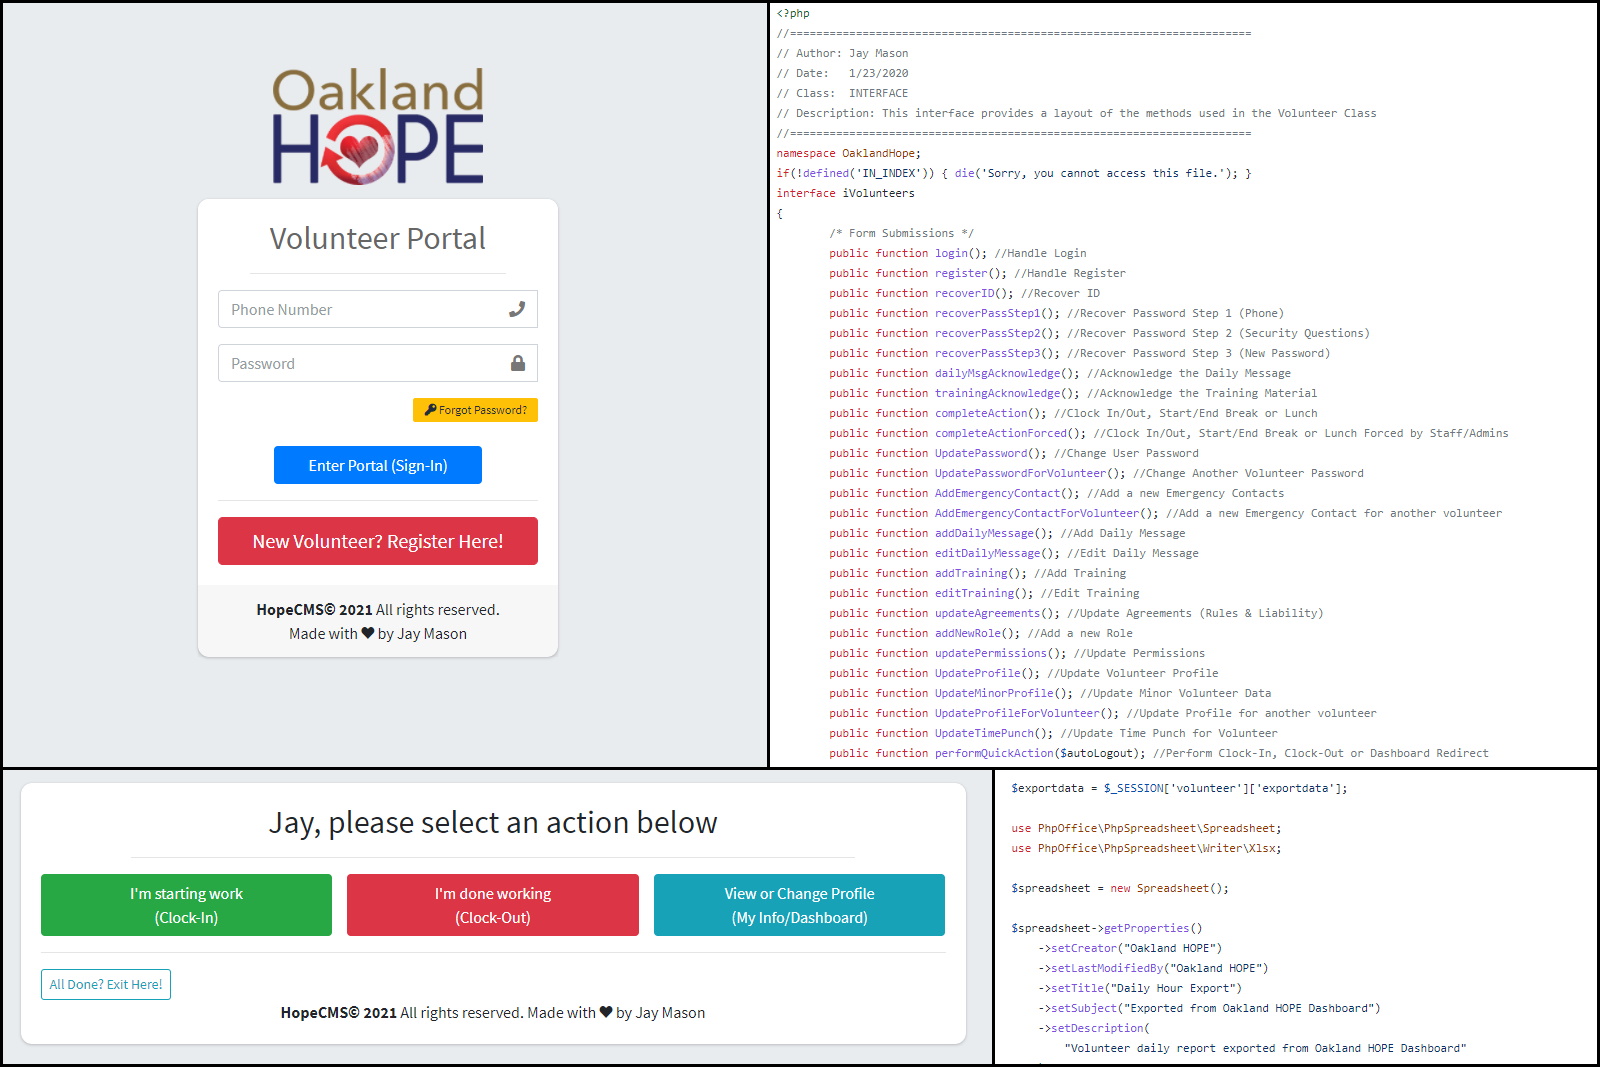 Oakland
HOPE
Volunteer Portal
Phone Number
Password
Forgot Password?
Enter Portal (Sign-In)
New Volunteer? Register Here!
HopeCMS© 2021 All rights reserved.
Made with ❤ by Jay Mason
<?php
//======================================================================
// Author: Jay Mason
// Date:   1/23/2020
// Class:  INTERFACE
// Description: This interface provides a layout of the methods used in the Volunteer Class
//======================================================================
namespace OaklandHope;
if(!defined('IN_INDEX')) { die('Sorry, you cannot access this file.'); }
interface iVolunteers
{
/* Form Submissions */
public function login(); //Handle Login
public function register(); //Handle Register
public function recoverID(); //Recover ID
public function recoverPassStep1(); //Recover Password Step 1 (Phone)
public function recoverPassStep2(); //Recover Password Step 2 (Security Questions)
public function recoverPassStep3(); //Recover Password Step 3 (New Password)
public function dailyMsgAcknowledge(); //Acknowledge the Daily Message
public function trainingAcknowledge(); //Acknowledge the Training Material
public function completeAction(); //Clock In/Out, Start/End Break or Lunch
public function completeActionForced(); //Clock In/Out, Start/End Break or Lunch Forced by Staff/Admins
public function UpdatePassword(); //Change User Password
public function UpdatePasswordForVolunteer(); //Change Another Volunteer Password
public function AddEmergencyContact(); //Add a new Emergency Contacts
public function AddEmergencyContactForVolunteer(); //Add a new Emergency Contact for another volunteer
public function addDailyMessage(); //Add Daily Message
public function editDailyMessage(); //Edit Daily Message
public function addTraining(); //Add Training
public function editTraining(); //Edit Training
public function updateAgreements(); //Update Agreements (Rules & Liability)
public function addNewRole(); //Add a new Role
public function updatePermissions(); //Update Permissions
public function UpdateProfile(); //Update Volunteer Profile
public function UpdateMinorProfile(); //Update Minor Volunteer Data
public function UpdateProfileForVolunteer(); //Update Profile for another volunteer
public function UpdateTimePunch(); //Update Time Punch for Volunteer
public function performQuickAction($autoLogout); //Perform Clock-In, Clock-Out or Dashboard Redirect
Jay, please select an action below
I'm starting work
(Clock-In)
I'm done working
(Clock-Out)
View or Change Profile
(My Info/Dashboard)
All Done? Exit Here!
HopeCMS© 2021 All rights reserved. Made with ❤ by Jay Mason
$exportdata = $_SESSION['volunteer']['exportdata'];
use PhpOffice\PhpSpreadsheet\Spreadsheet;
use PhpOffice\PhpSpreadsheet\Writer\Xlsx;
$spreadsheet = new Spreadsheet();
$spreadsheet->getProperties()
->setCreator("Oakland HOPE")
->setLastModifiedBy("Oakland HOPE")
->setTitle("Daily Hour Export")
->setSubject("Exported from Oakland HOPE Dashboard")
->setDescription(
"Volunteer daily report exported from Oakland HOPE Dashboard"